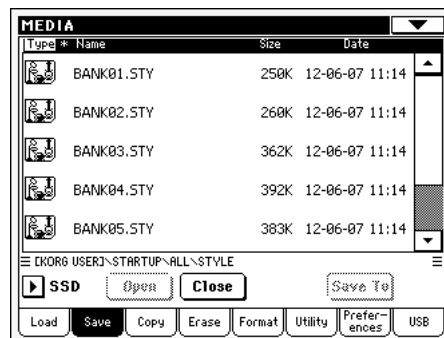 MEDIA
Type * Name Size Date
BANK01.STY 250K 12-06-07 11:14
BANK02.STY 260K 12-06-07 11:14
BANK03.STY 362K 12-06-07 11:14
BANK04.STY 392K 12-06-07 11:14
BANK05.STY 383K 12-06-07 11:14
[KORG USER]\STARTUP\ALL\STYLE
SSD Open Close Save To
Load Save Copy Erase Format Utility Prefer-
ences USB